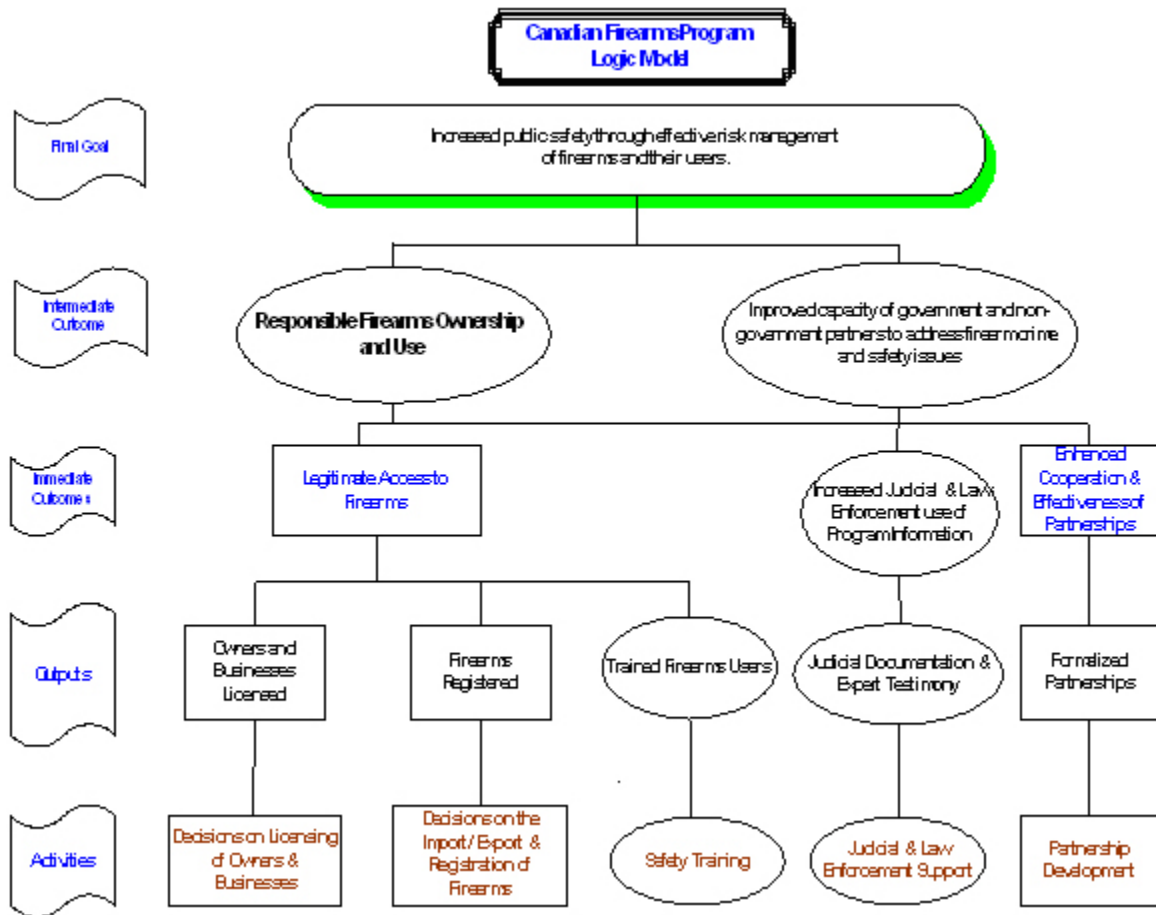 Canadian Firearms Program
Logic Model
Final Goal
Increased public safety through effective risk management
of firearms and their users.
Intermediate
Outcome
Responsible Firearms Ownership
and Use
Improved capacity of government and non-
government partners to address firearm crime
and safety issues
Immediate
Outcomes
Legitimate Access to
Firearms
Increased Judicial & Law
Enforcement use of
Program Information
Enhanced
Cooperation &
Effectiveness of
Partnerships
Outputs
Owners and
Businesses
Licensed
Firearms
Registered
Trained Firearms Users
Judicial Documentation &
Expert Testimony
Formalized
Partnerships
Activities
Decisions on Licensing
of Owners &
Businesses
Decisions on the
Import / Export &
Registration of
Firearms
Safety Training
Judicial & Law
Enforcement Support
Partnership
Development